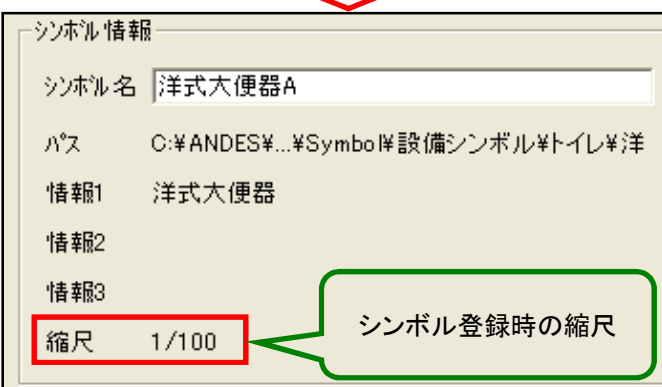 シンボル情報
シンボル名 洋式大便器A
パス C:¥ANDES¥...¥Symbol¥設備シンボル¥トイレ¥洋
情報1 洋式大便器
情報2
情報3
縮尺 1/100
シンボル登録時の縮尺